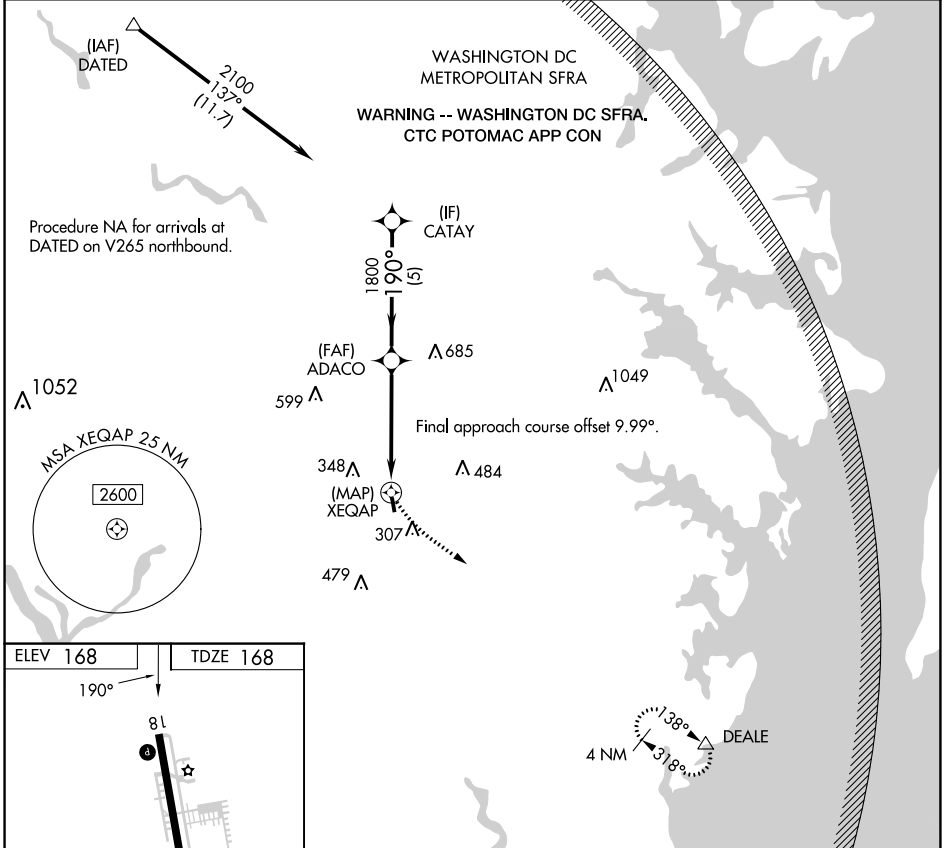 (IAF)
DATED
2100
137°
(11.7)
WASHINGTON DC
METROPOLITAN SFRA
WARNING -- WASHINGTON DC SFRA.
CTC POTOMAC APP CON
Procedure NA for arrivals at
DATED on V265 northbound.
(IF)
CATAY
1800
190°
(5)
(FAF)
ADACO
685
1052
599
1049
Final approach course offset 9.99°.
MSA XEQAP 25 NM
2600
348
484
(MAP)
XEQAP
307
479
ELEV 168
TDZE 168
190°
18
P
138°
DEALE
4 NM
318°